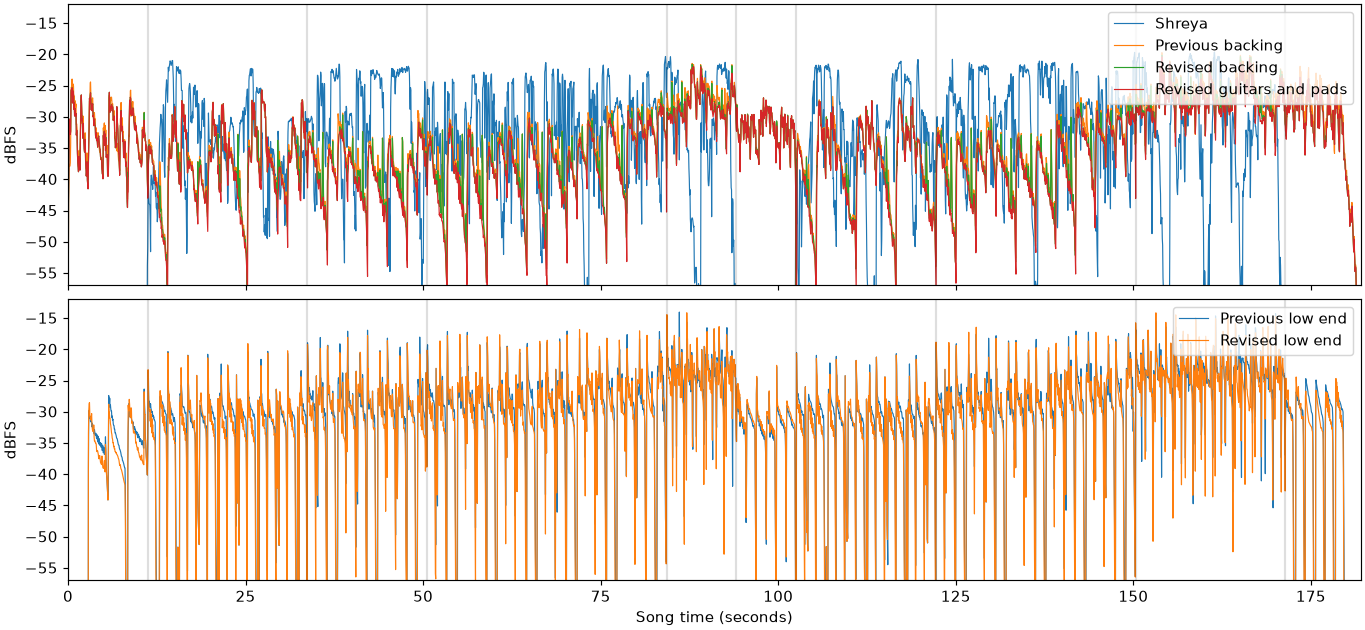 dBFS
−15
−20
−25
−30
−35
−40
−45
−50
−55
Shreya
Previous backing
Revised backing
Revised guitars and pads
dBFS
−15
−20
−25
−30
−35
−40
−45
−50
−55
Previous low end
Revised low end
0 25 50 75 100 125 150 175
Song time (seconds)